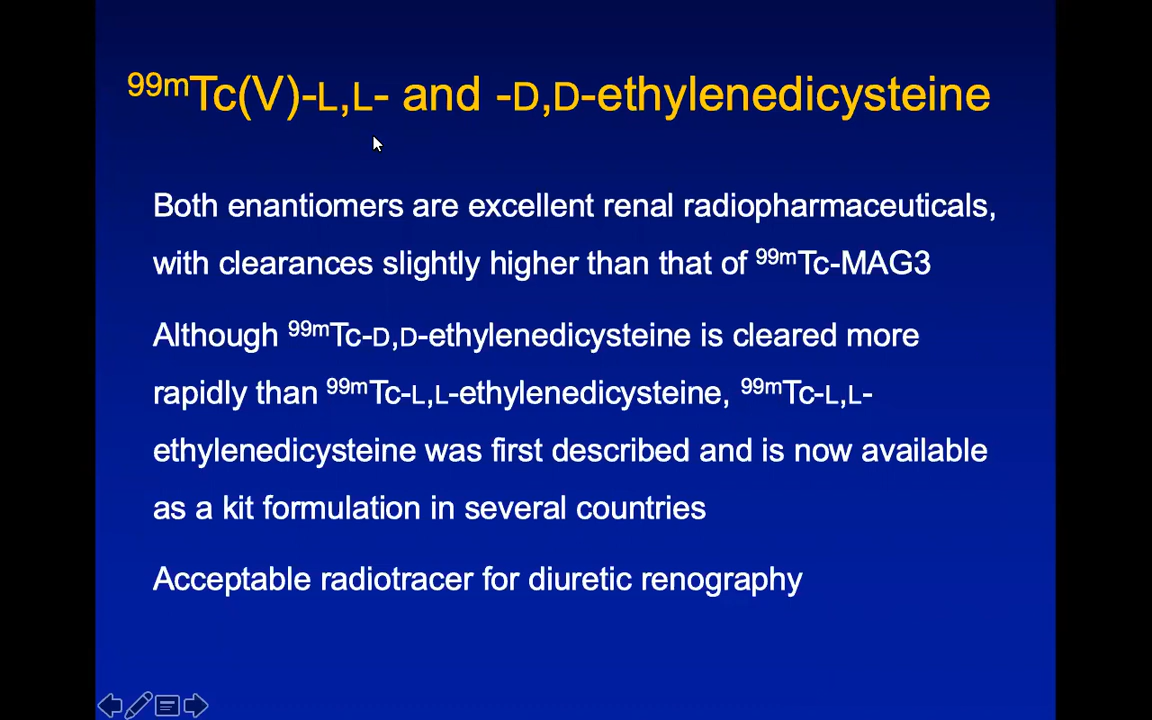 ⁹⁹ᵐTc(V)-L,L- and -D,D-ethylenedicysteine
Both enantiomers are excellent renal radiopharmaceuticals,
with clearances slightly higher than that of ⁹⁹ᵐTc-MAG3
Although ⁹⁹ᵐTc-D,D-ethylenedicysteine is cleared more
rapidly than ⁹⁹ᵐTc-L,L-ethylenedicysteine, ⁹⁹ᵐTc-L,L-
ethylenedicysteine was first described and is now available
as a kit formulation in several countries
Acceptable radiotracer for diuretic renography